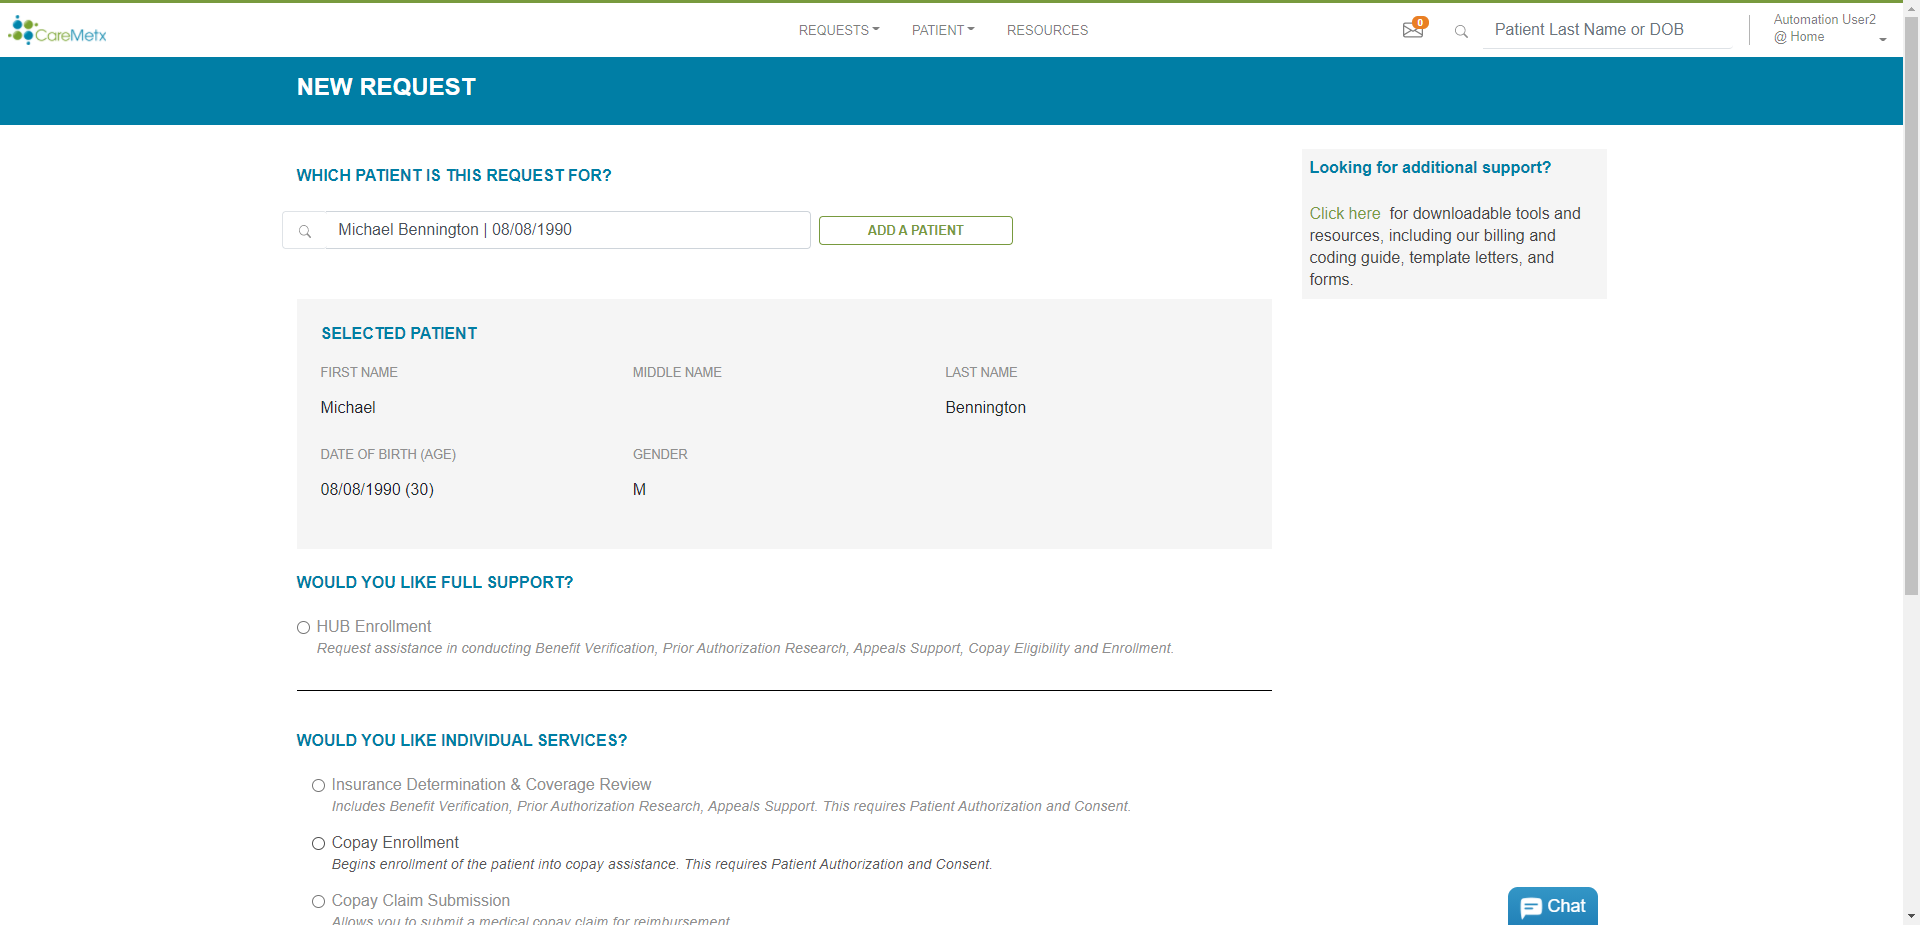 CareMetx
REQUESTS
PATIENT
RESOURCES
0
Patient Last Name or DOB
Automation User2
@ Home
NEW REQUEST
WHICH PATIENT IS THIS REQUEST FOR?
Michael Bennington | 08/08/1990
ADD A PATIENT
Looking for additional support?
Click here for downloadable tools and
resources, including our billing and
coding guide, template letters, and
forms.
SELECTED PATIENT
FIRST NAME
MIDDLE NAME
LAST NAME
Michael
Bennington
DATE OF BIRTH (AGE)
GENDER
08/08/1990 (30)
M
WOULD YOU LIKE FULL SUPPORT?
HUB Enrollment
Request assistance in conducting Benefit Verification, Prior Authorization Research, Appeals Support, Copay Eligibility and Enrollment.
WOULD YOU LIKE INDIVIDUAL SERVICES?
Insurance Determination & Coverage Review
Includes Benefit Verification, Prior Authorization Research, Appeals Support. This requires Patient Authorization and Consent.
Copay Enrollment
Begins enrollment of the patient into copay assistance. This requires Patient Authorization and Consent.
Copay Claim Submission
Allows you to submit a medical copay claim for reimbursement
Chat